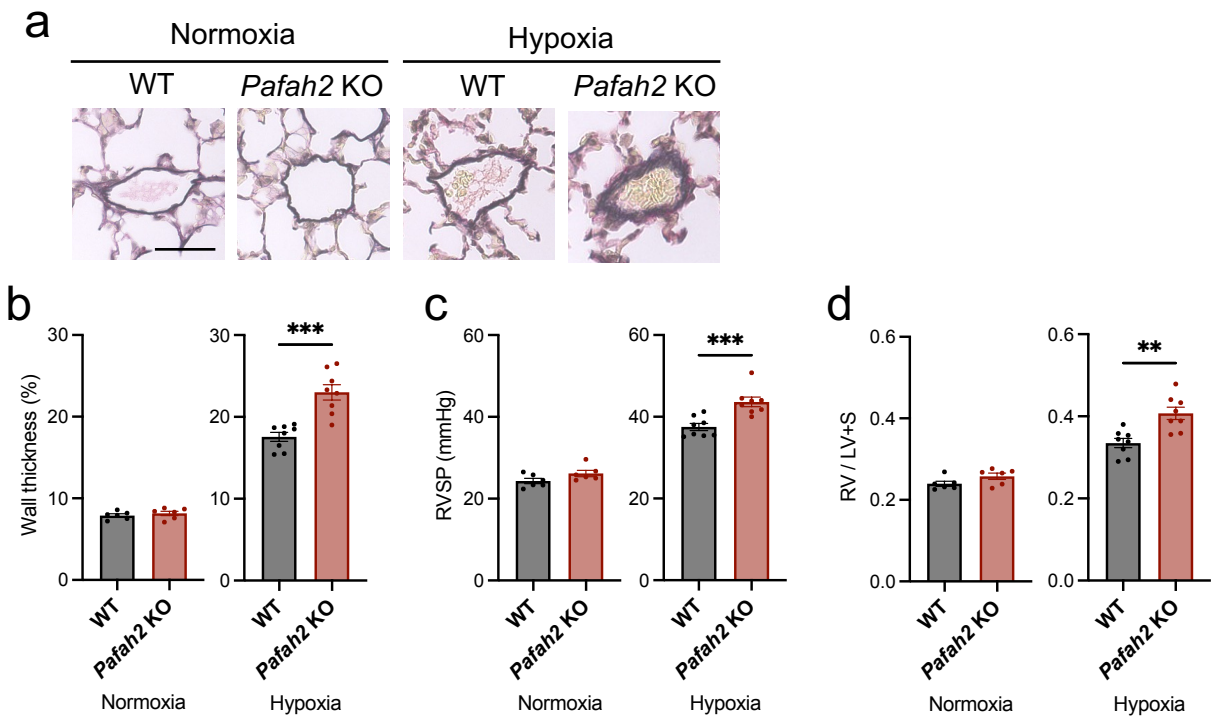 a
Normoxia Hypoxia
WT Pafah2 KO WT Pafah2 KO
b
Wall thickness (%)
30
20
10
0
WT
Pafah2 KO
Normoxia
***
30
20
10
0
WT
Pafah2 KO
Hypoxia
c
RVSP (mmHg)
60
40
20
0
WT
Pafah2 KO
Normoxia
***
60
40
20
0
WT
Pafah2 KO
Hypoxia
d
RV / LV+S
0.6
0.4
0.2
0.0
WT
Pafah2 KO
Normoxia
**
0.6
0.4
0.2
0.0
WT
Pafah2 KO
Hypoxia